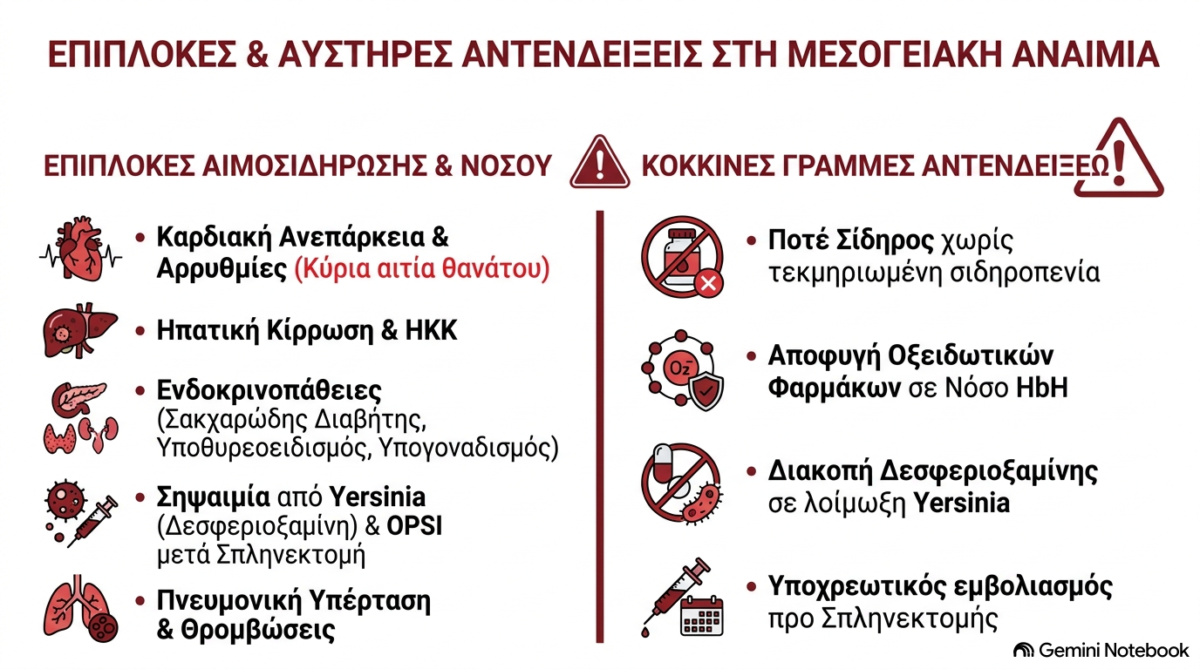 ΕΠΙΠΛΟΚΕΣ & ΑΥΣΤΗΡΕΣ ΑΝΤΕΝΔΕΙΞΕΙΣ ΣΤΗ ΜΕΣΟΓΕΙΑΚΗ ΑΝΑΙΜΙΑ
ΕΠΙΠΛΟΚΕΣ ΑΙΜΟΣΙΔΗΡΩΣΗΣ & ΝΟΣΟΥ
• Καρδιακή Ανεπάρκεια &
Αρρυθμίες (Κύρια αιτία θανάτου)
• Ηπατική Κίρρωση & ΗΚΚ
• Ενδοκρινοπάθειες
(Σακχαρώδης Διαβήτης,
Υποθυρεοειδισμός, Υπογοναδισμός)
• Σηψαιμία από Yersinia
(Δεσφεριοξαμίνη) & OPSI
μετά Σπληνεκτομή
• Πνευμονική Υπέρταση
& Θρομβώσεις
ΚΟΚΚΙΝΕΣ ΓΡΑΜΜΕΣ ΑΝΤΕΝΔΕΙΞΕΩ
• Ποτέ Σίδηρος χωρίς
τεκμηριωμένη σιδηροπενία
O₂⁻
• Αποφυγή Οξειδωτικών
Φαρμάκων σε Νόσο HbH
• Διακοπή Δεσφεριοξαμίνης
σε λοίμωξη Yersinia
• Υποχρεωτικός εμβολιασμός
προ Σπληνεκτομής
Gemini Notebook